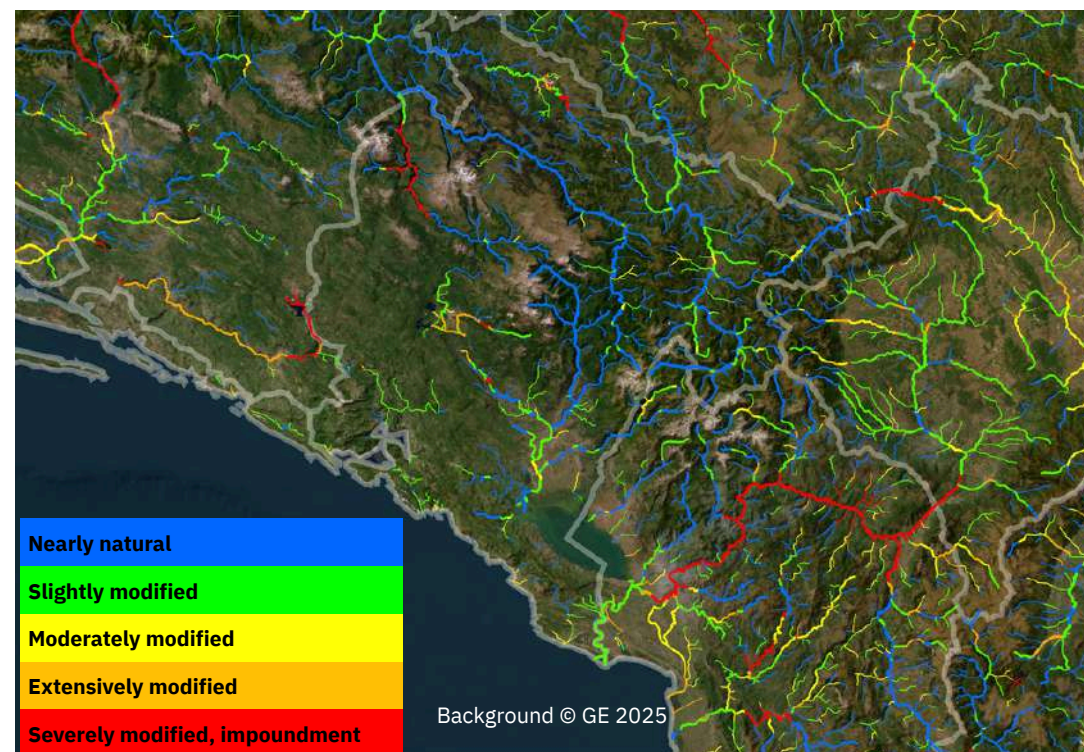 Nearly natural
Slightly modified
Moderately modified
Extensively modified
Severely modified, impoundment
Background © GE 2025